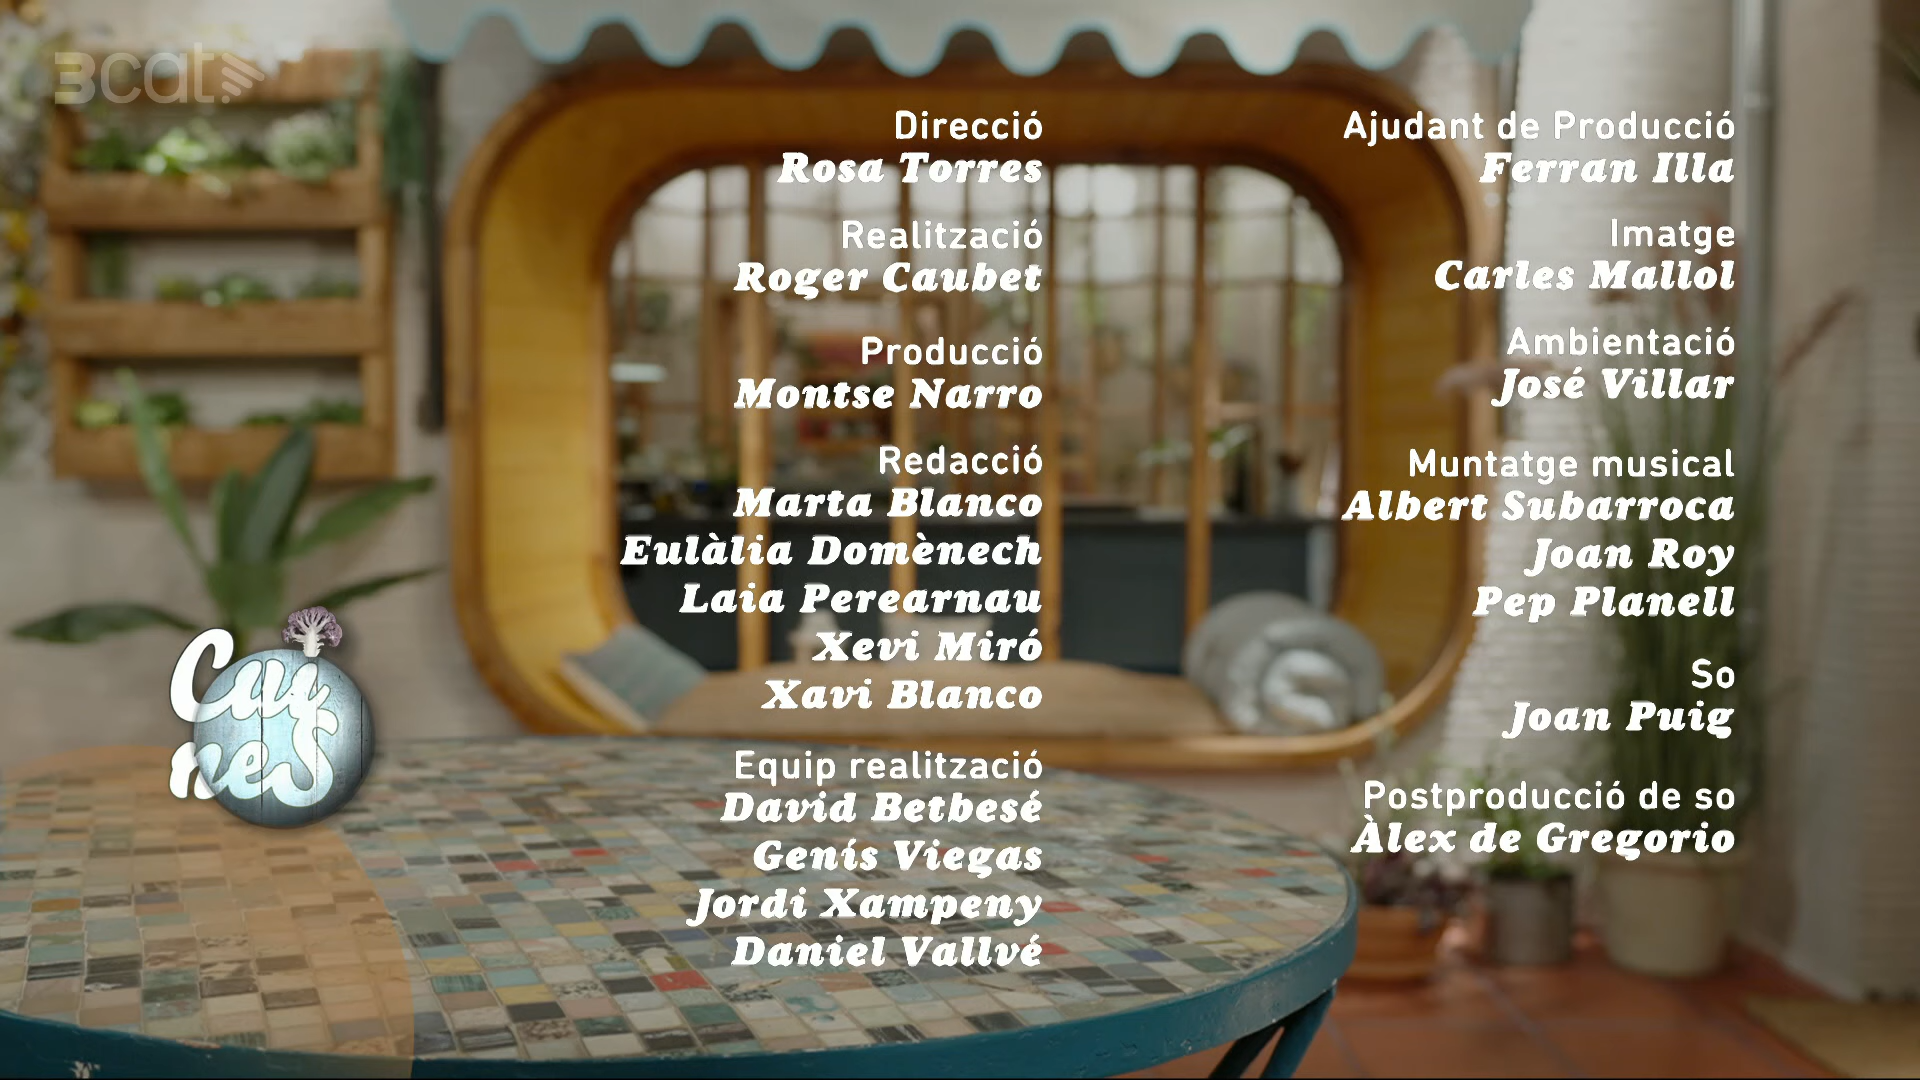 3cat
Direcció
Rosa Torres
Realització
Roger Caubet
Producció
Montse Narro
Redacció
Marta Blanco
Eulàlia Domènech
Laia Perearnau
Xevi Miró
Xavi Blanco
Equip realització
David Betbesé
Genís Viegas
Jordi Xampeny
Daniel Vallvé
Ajudant de Producció
Ferran Illa
Imatge
Carles Mallol
Ambientació
José Villar
Muntatge musical
Albert Subarroca
Joan Roy
Pep Planell
So
Joan Puig
Postproducció de so
Àlex de Gregorio
Cui
nes